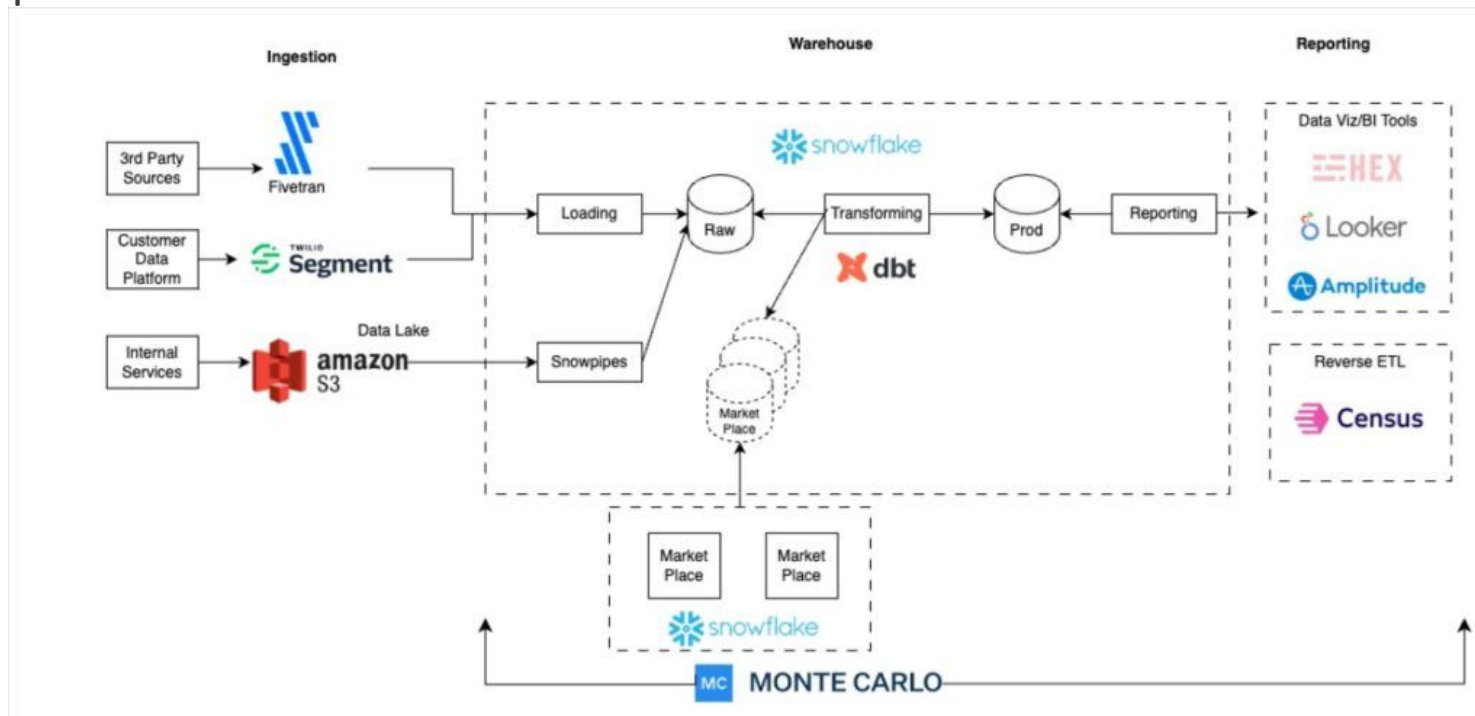 Ingestion
Warehouse
Reporting
3rd Party
Sources
Fivetran
Customer
Data
Platform
TWILIO
Segment
Internal
Services
Data Lake
amazon
S3
snowflake
Loading
Raw
Transforming
dbt
Prod
Reporting
Snowpipes
Market
Place
Data Viz/BI Tools
HEX
Looker
Amplitude
Reverse ETL
Census
Market
Place
Market
Place
snowflake
MC MONTE CARLO